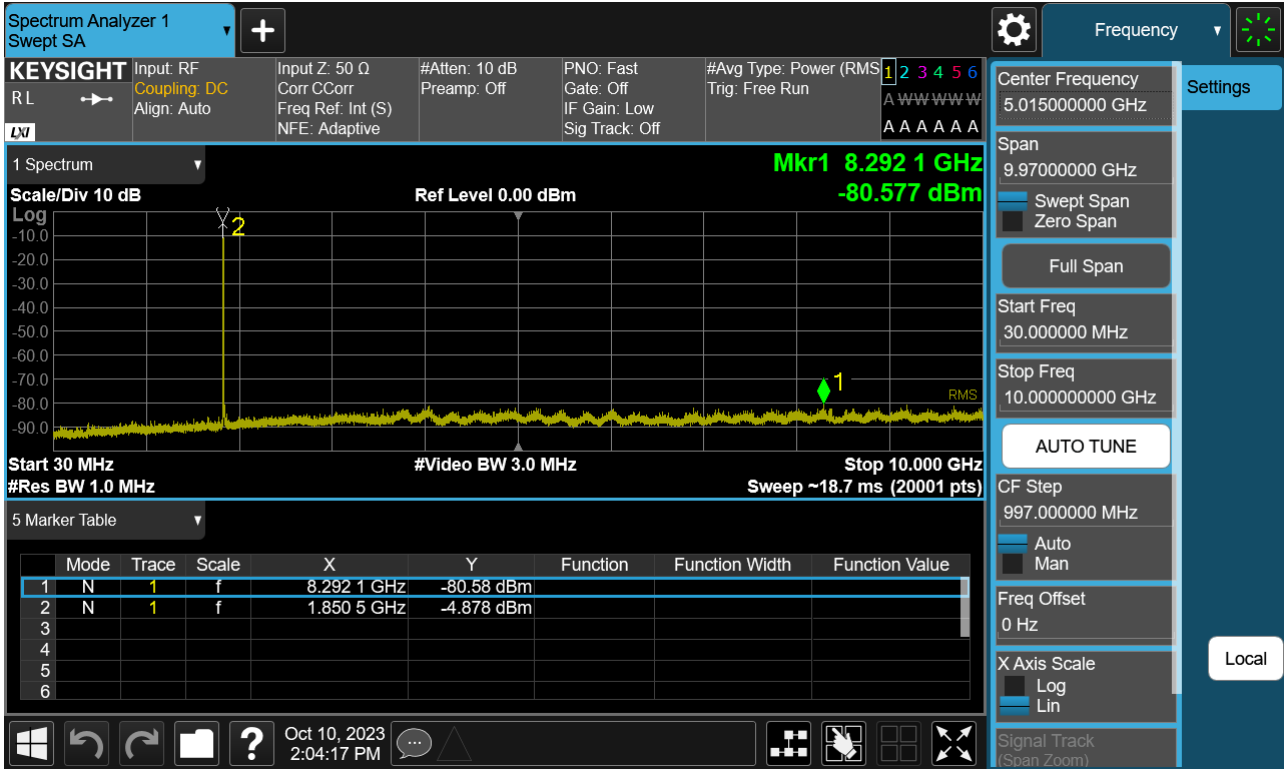 Spectrum Analyzer 1
Swept SA
Frequency
KEYSIGHT
R L
LXI
Input: RF
Coupling: DC
Align: Auto
Input Z: 50 Ω
Corr CCorr
Freq Ref: Int (S)
NFE: Adaptive
#Atten: 10 dB
Preamp: Off
PNO: Fast
Gate: Off
IF Gain: Low
Sig Track: Off
#Avg Type: Power (RMS
Trig: Free Run
1 2 3 4 5 6
A W W W W W
A A A A A A
1 Spectrum
Mkr1 8.292 1 GHz
-80.577 dBm
Scale/Div 10 dB
Ref Level 0.00 dBm
Log
-10.0
-20.0
-30.0
-40.0
-50.0
-60.0
-70.0
-80.0
-90.0
2
1
RMS
Start 30 MHz
#Video BW 3.0 MHz
Stop 10.000 GHz
#Res BW 1.0 MHz
Sweep ~18.7 ms (20001 pts)
5 Marker Table
Mode Trace Scale X Y Function Function Width Function Value
1 N 1 f 8.292 1 GHz -80.58 dBm
2 N 1 f 1.850 5 GHz -4.878 dBm
3
4
5
6
Oct 10, 2023
2:04:17 PM
Center Frequency
5.015000000 GHz
Span
9.97000000 GHz
Swept Span
Zero Span
Full Span
Start Freq
30.000000 MHz
Stop Freq
10.000000000 GHz
AUTO TUNE
CF Step
997.000000 MHz
Auto
Man
Freq Offset
0 Hz
X Axis Scale
Log
Lin
Signal Track
(Span Zoom)
Settings
Local